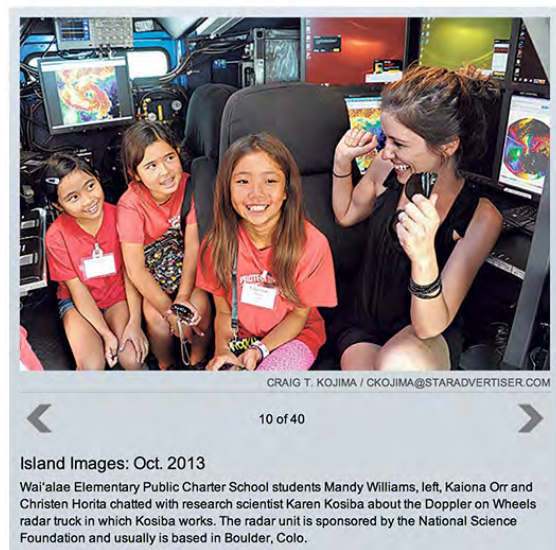 PROTECT
CRAIG T. KOJIMA / CKOJIMA@STARADVERTISER.COM
10 of 40
Island Images: Oct. 2013
Wai‘alae Elementary Public Charter School students Mandy Williams, left, Kaiona Orr and
Christen Horita chatted with research scientist Karen Kosiba about the Doppler on Wheels
radar truck in which Kosiba works. The radar unit is sponsored by the National Science
Foundation and usually is based in Boulder, Colo.